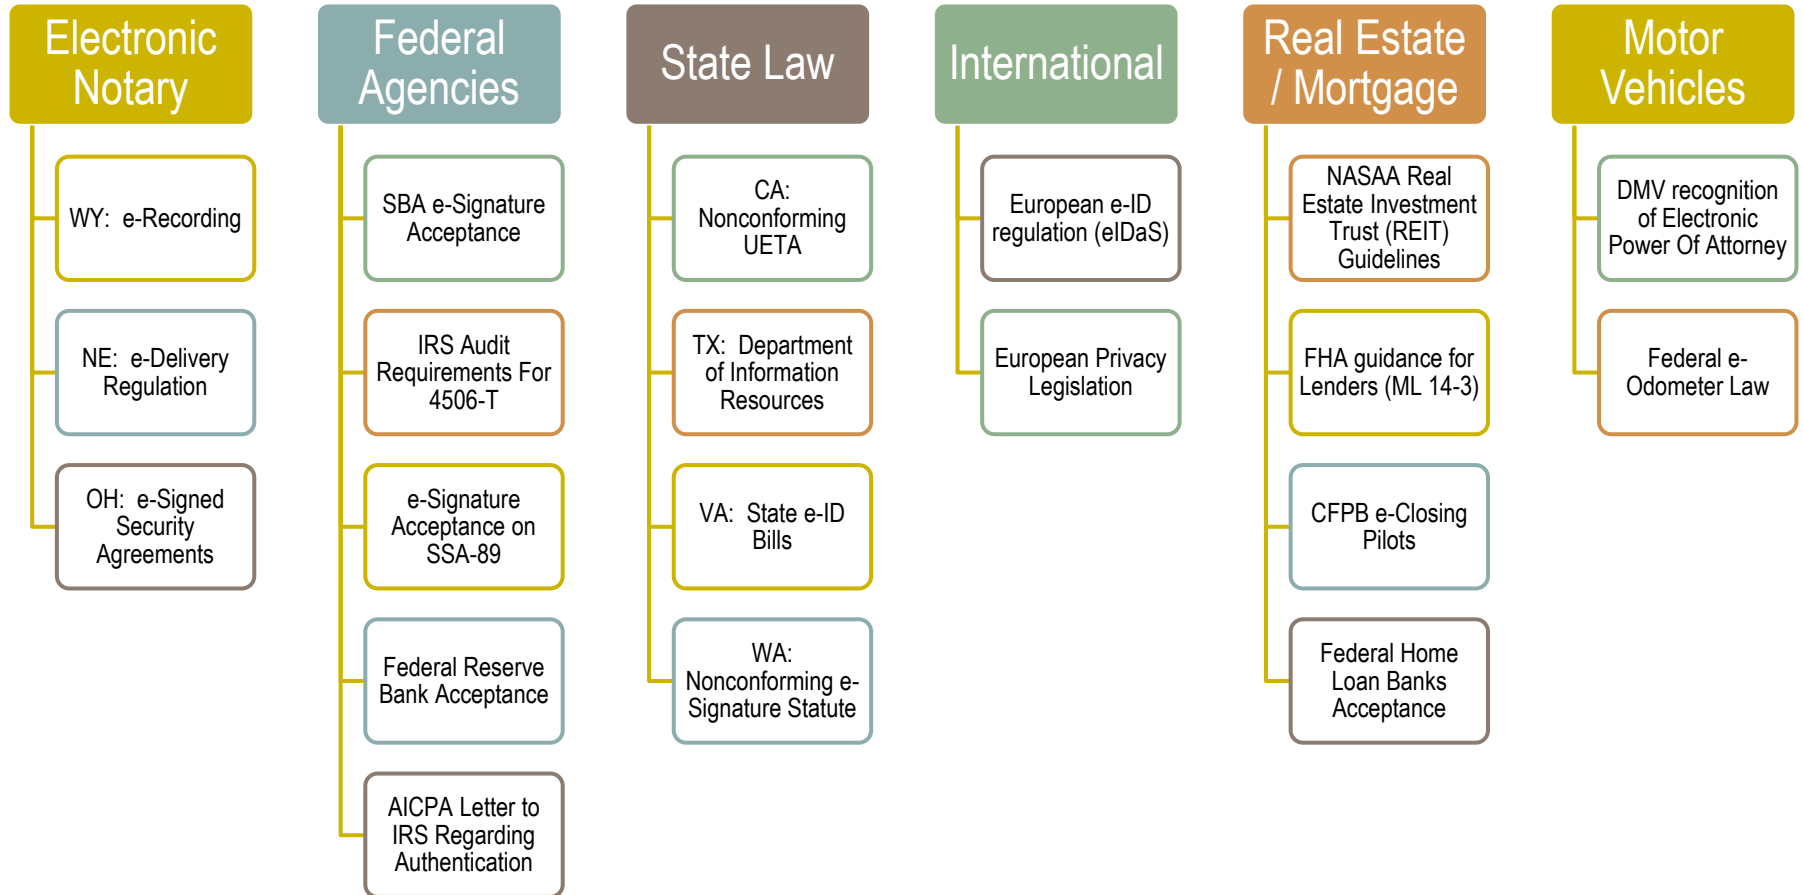 Electronic
Notary
WY: e-Recording
NE: e-Delivery
Regulation
OH: e-Signed
Security
Agreements
Federal
Agencies
SBA e-Signature
Acceptance
IRS Audit
Requirements For
4506-T
e-Signature
Acceptance on
SSA-89
Federal Reserve
Bank Acceptance
AICPA Letter to
IRS Regarding
Authentication
State Law
CA:
Nonconforming
UETA
TX: Department
of Information
Resources
VA: State e-ID
Bills
WA:
Nonconforming e-
Signature Statute
International
European e-ID
regulation (eIDaS)
European Privacy
Legislation
Real Estate
/ Mortgage
NASAA Real
Estate Investment
Trust (REIT)
Guidelines
FHA guidance for
Lenders (ML 14-3)
CFPB e-Closing
Pilots
Federal Home
Loan Banks
Acceptance
Motor
Vehicles
DMV recognition
of Electronic
Power Of Attorney
Federal e-
Odometer Law